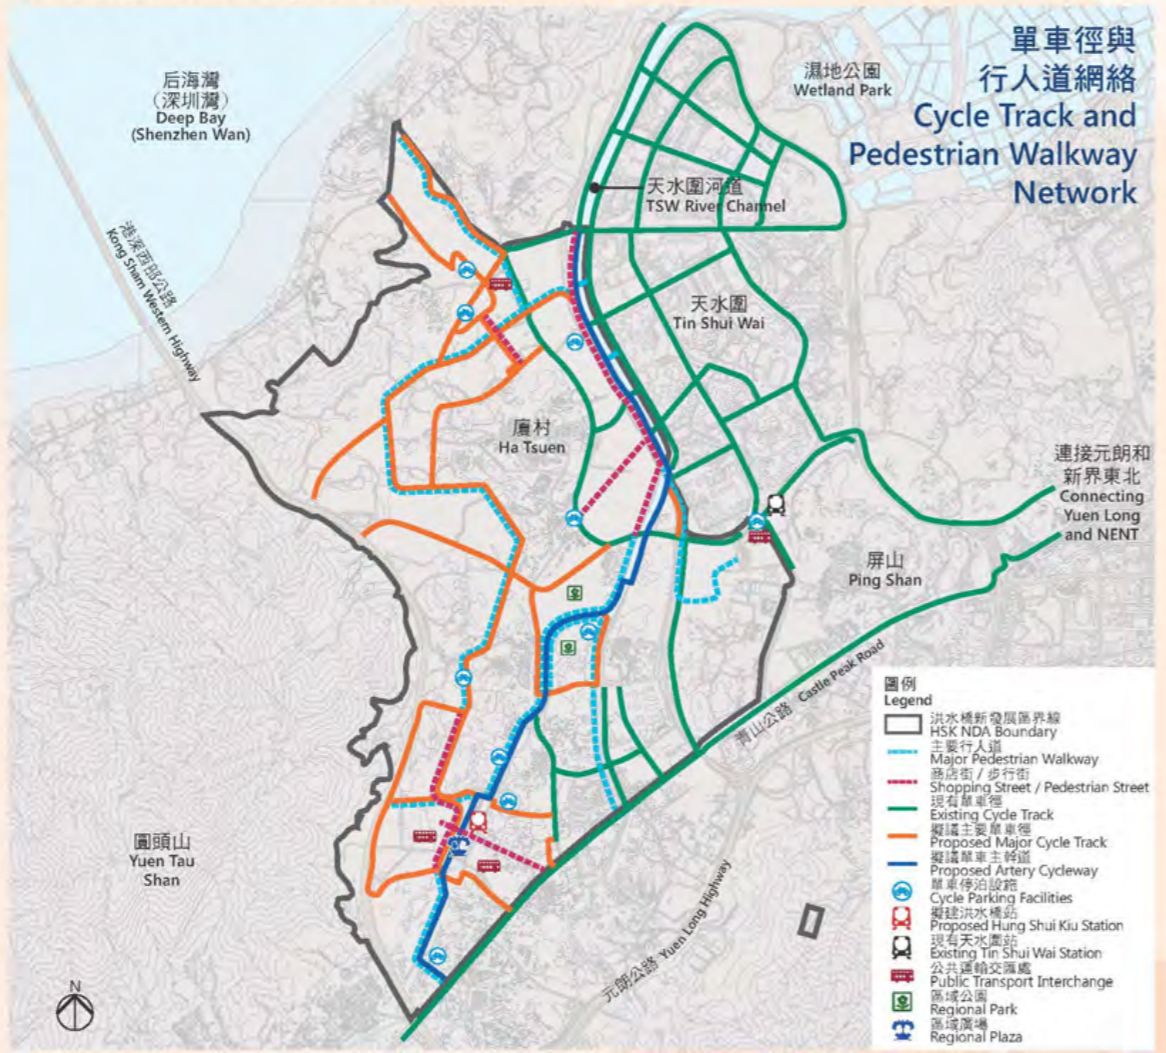 單車徑與
行人道網絡
Cycle Track and
Pedestrian Walkway
Network
后海灣
(深圳灣)
Deep Bay
(Shenzhen Wan)
濕地公園
Wetland Park
天水圍河道
TSW River Channel
港深西部公路
Kong Sham Western Highway
天水圍
Tin Shui Wai
廈村
Ha Tsuen
連接元朗和
新界東北
Connecting
Yuen Long
and NENT
屏山
Ping Shan
青山公路 Castle Peak Road
圓頭山
Yuen Tau
Shan
元朗公路 Yuen Long Highway
N
圖例
Legend
洪水橋新發展區界線
HSK NDA Boundary
主要行人道
Major Pedestrian Walkway
商店街 / 步行街
Shopping Street / Pedestrian Street
現有單車徑
Existing Cycle Track
擬議主要單車徑
Proposed Major Cycle Track
擬議單車主幹道
Proposed Artery Cycleway
單車停泊設施
Cycle Parking Facilities
擬建洪水橋站
Proposed Hung Shui Kiu Station
現有天水圍站
Existing Tin Shui Wai Station
公共運輸交匯處
Public Transport Interchange
區域公園
Regional Park
區域廣場
Regional Plaza